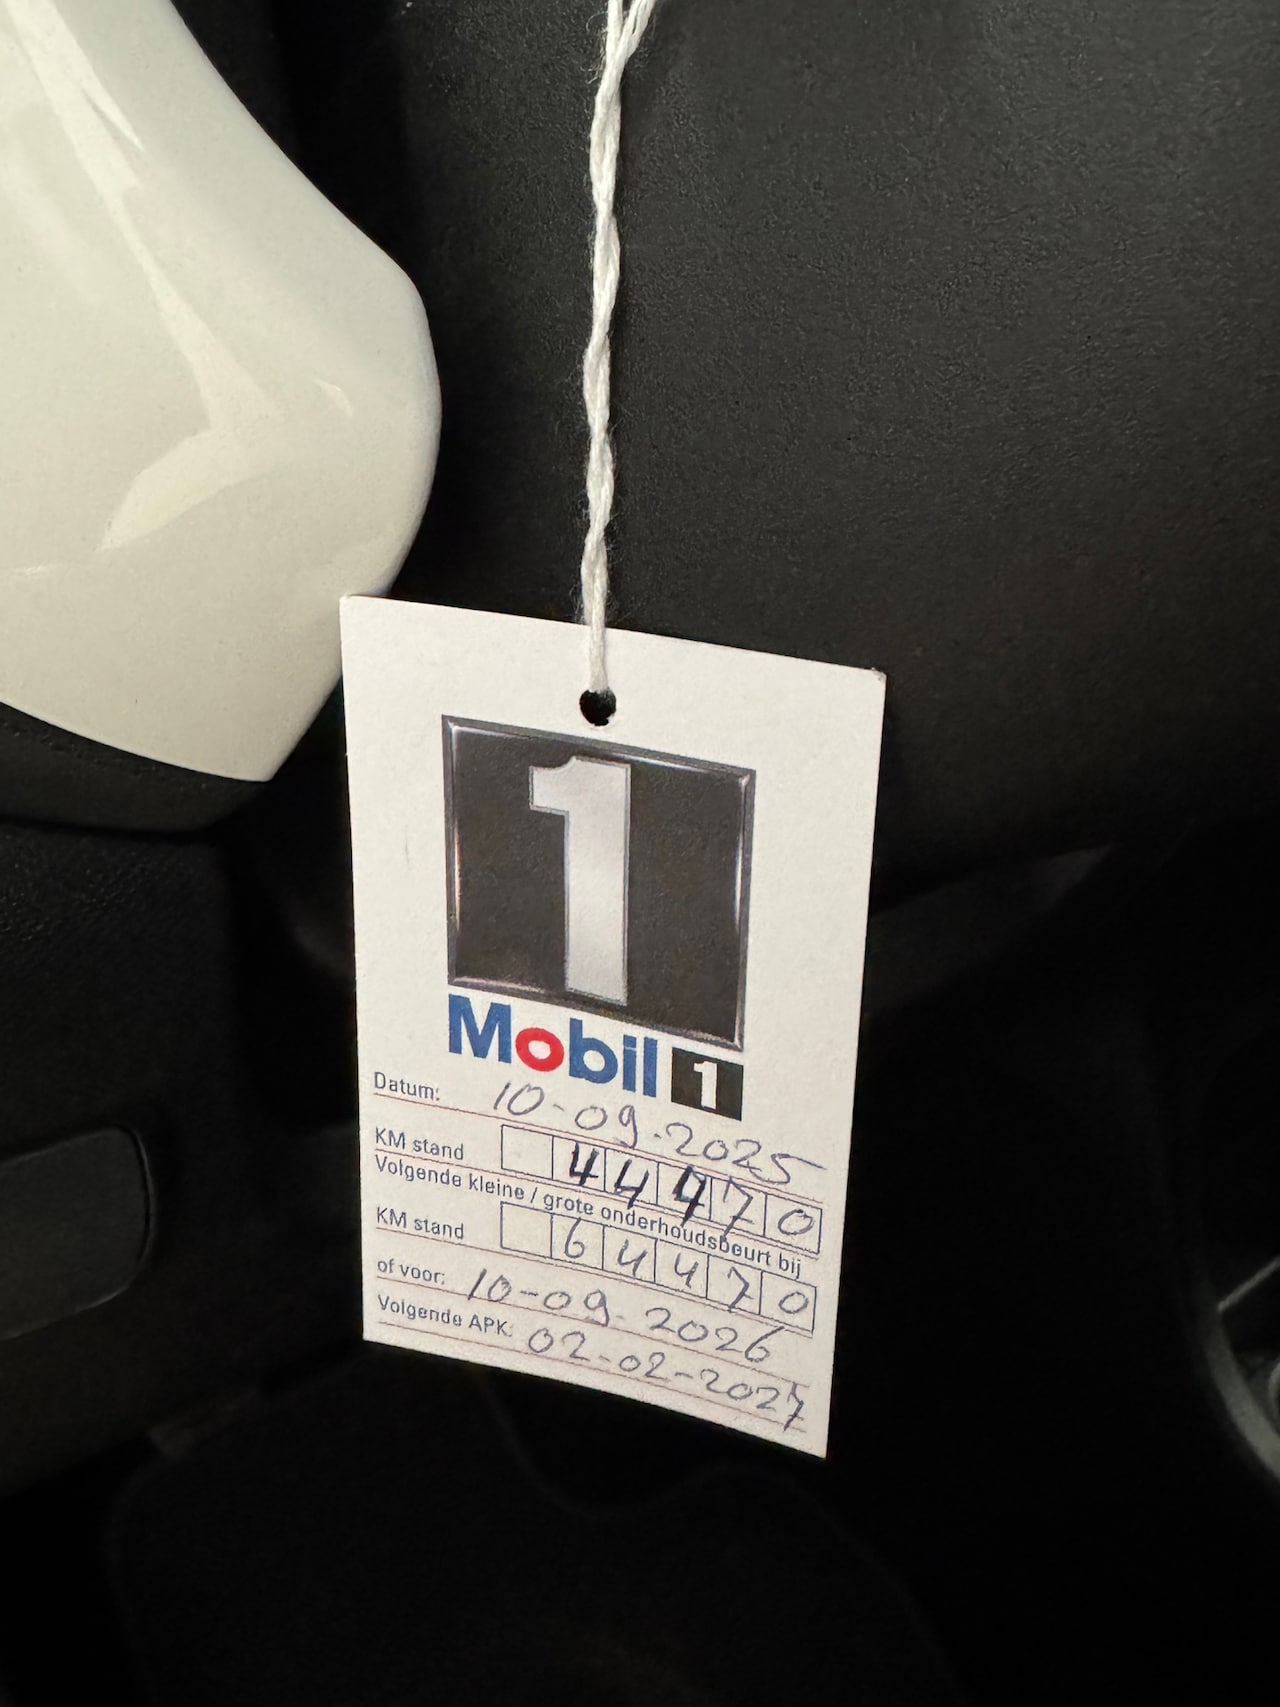 1
Mobil 1
Datum: 10-09-2025
KM stand 44470
Volgende kleine / grote onderhoudsbeurt bij
KM stand 64470
of voor: 10-09-2026
Volgende APK: 02-02-2027